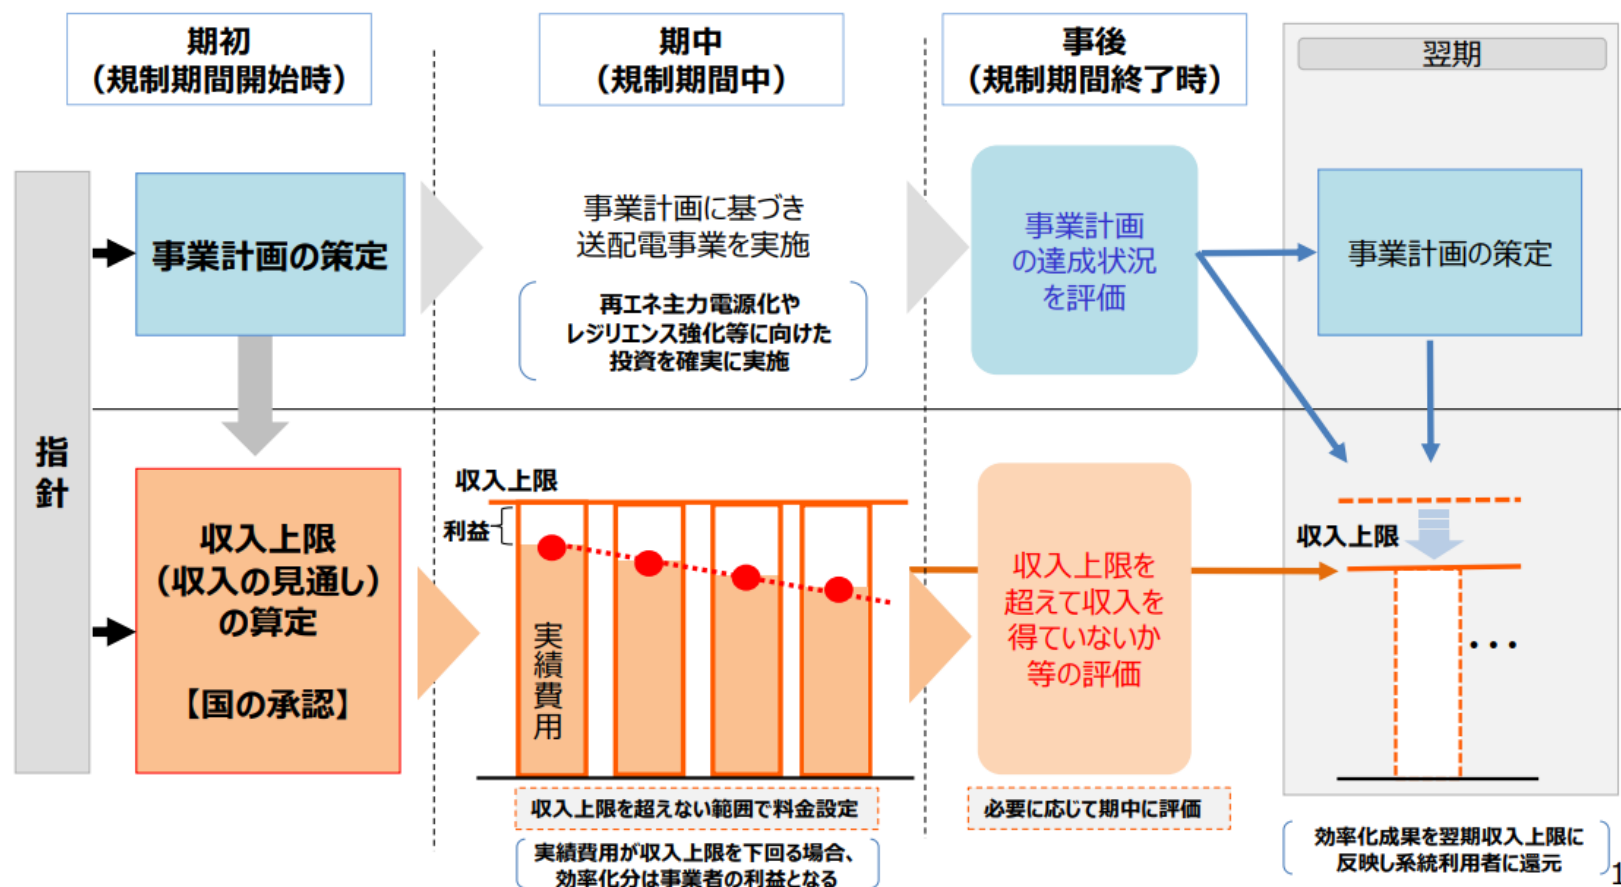 期初
（規制期間開始時）
期中
（規制期間中）
事後
（規制期間終了時）
翌期
指針
事業計画の策定
事業計画に基づき
送配電事業を実施
再エネ主力電源化や
レジリエンス強化等に向けた
投資を確実に実施
事業計画
の達成状況
を評価
事業計画の策定
収入上限
（収入の見通し）
の算定
【国の承認】
収入上限
利益
実績費用
収入上限を超えない範囲で料金設定
実績費用が収入上限を下回る場合、
効率化分は事業者の利益となる
収入上限を
超えて収入を
得ていないか
等の評価
必要に応じて期中に評価
収入上限
・・・
効率化成果を翌期収入上限に
反映し系統利用者に還元
1